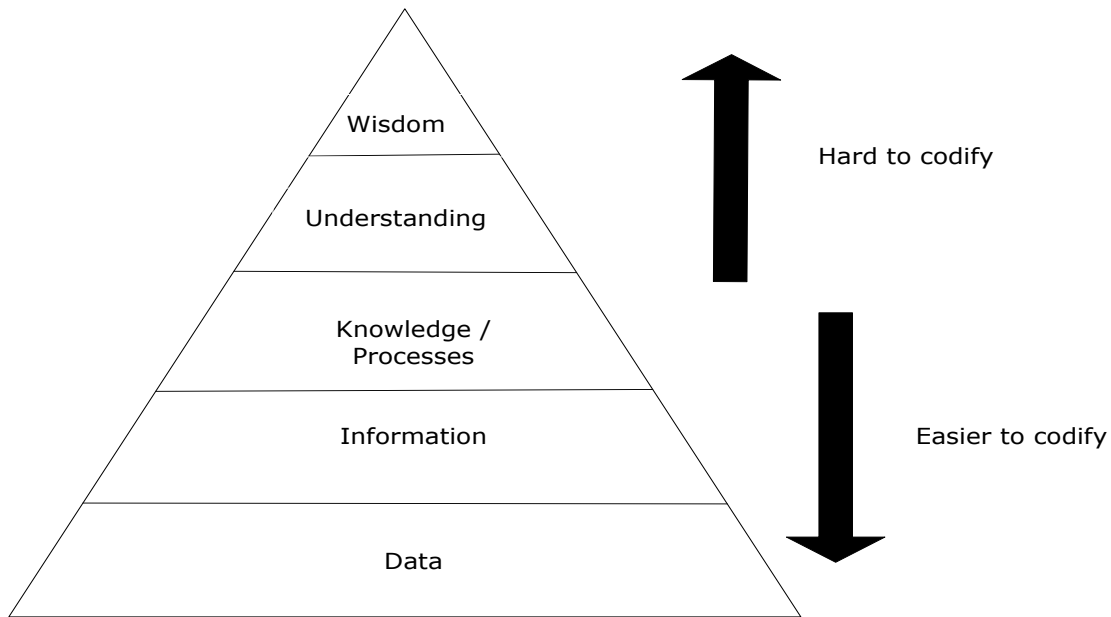 Wisdom
Hard to codify
Understanding
Knowledge /
Processes
Information
Easier to codify
Data